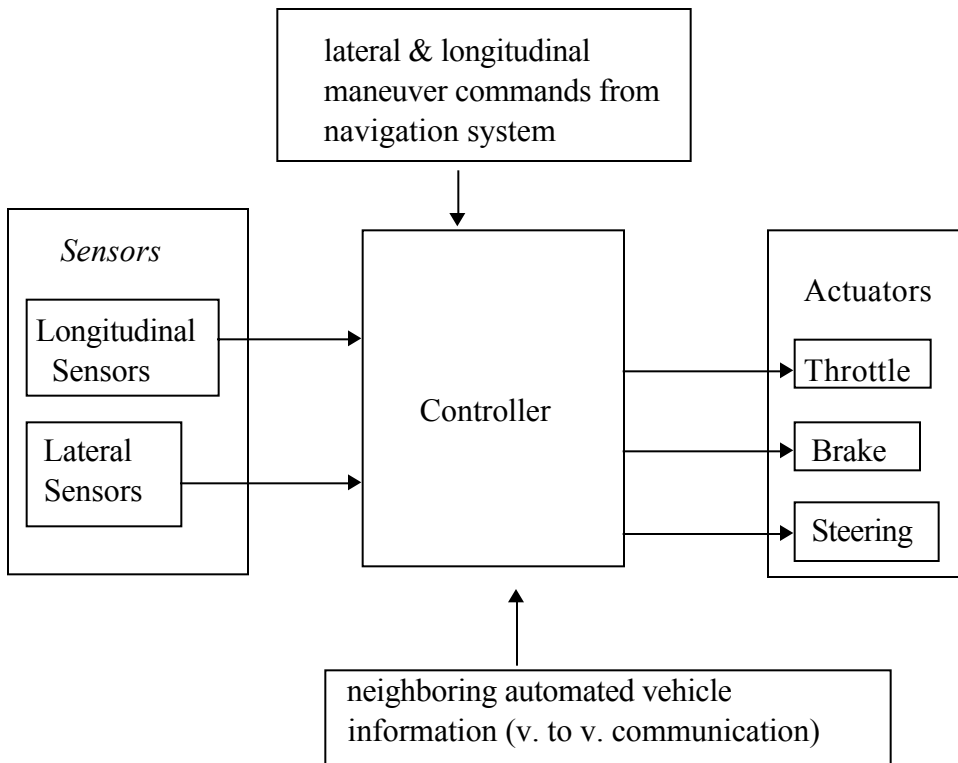 lateral & longitudinal
maneuver commands from
navigation system
Sensors
Longitudinal
Sensors
Lateral
Sensors
Controller
Actuators
Throttle
Brake
Steering
neighboring automated vehicle
information (v. to v. communication)